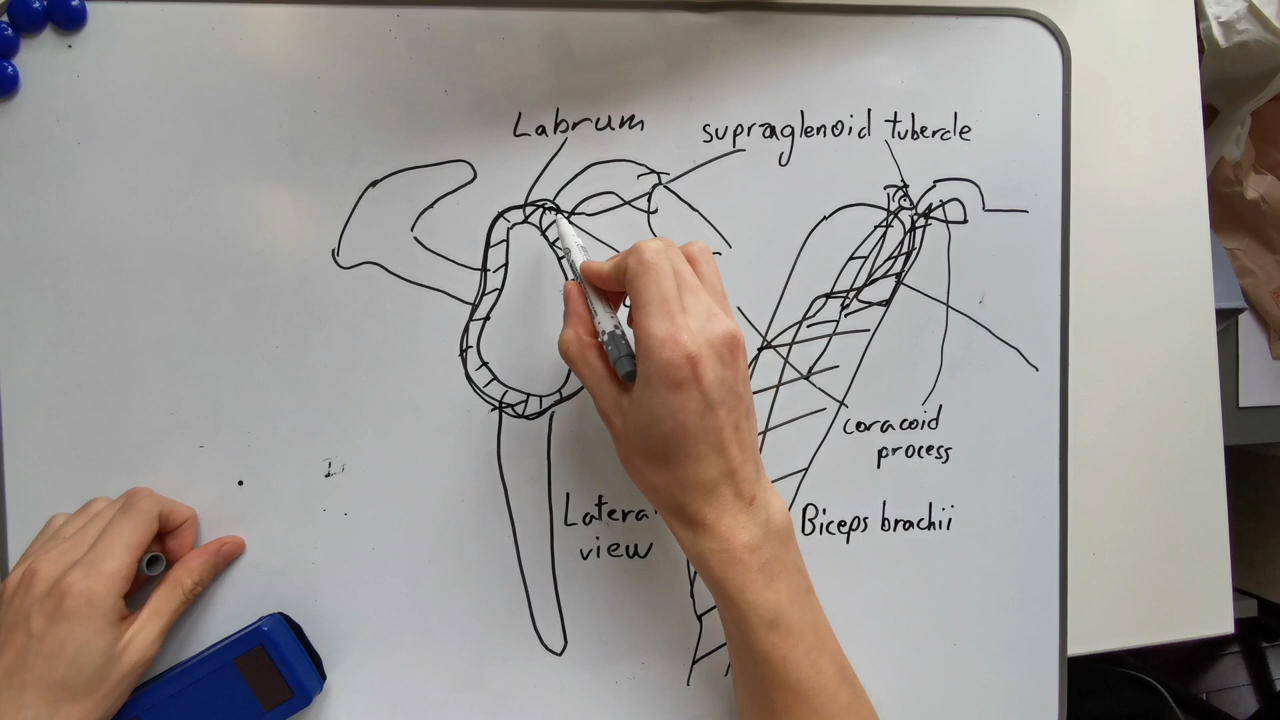 Labrum
supraglenoid tubercle
coracoid
process
Biceps brachii
view